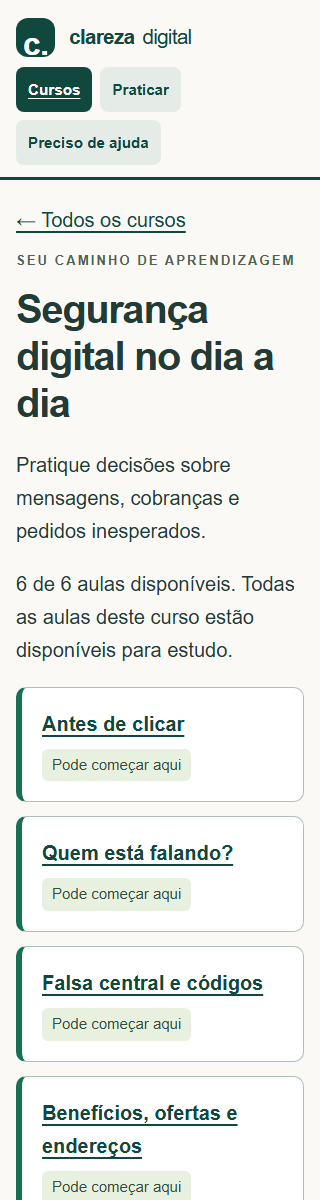 c. clareza digital
Cursos Praticar
Preciso de ajuda
← Todos os cursos
SEU CAMINHO DE APRENDIZAGEM
Segurança
digital no dia a
dia
Pratique decisões sobre
mensagens, cobranças e
pedidos inesperados.
6 de 6 aulas disponíveis. Todas
as aulas deste curso estão
disponíveis para estudo.
Antes de clicar
Pode começar aqui
Quem está falando?
Pode começar aqui
Falsa central e códigos
Pode começar aqui
Benefícios, ofertas e
endereços
Pode começar aqui